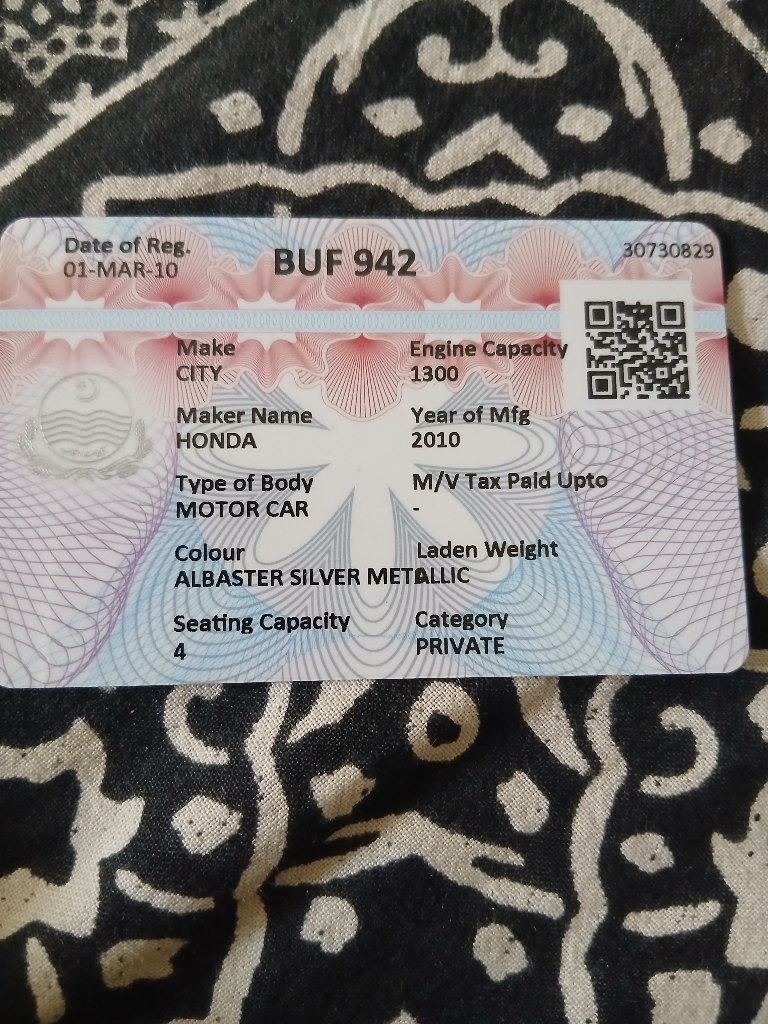 Date of Reg.
01-MAR-10
BUF 942
30730829
Make
CITY
Engine Capacity
1300
Maker Name
HONDA
Year of Mfg
2010
Type of Body
MOTOR CAR
M/V Tax Paid Upto
-
Colour
ALBASTER SILVER METALLIC
Laden Weight
Seating Capacity
4
Category
PRIVATE